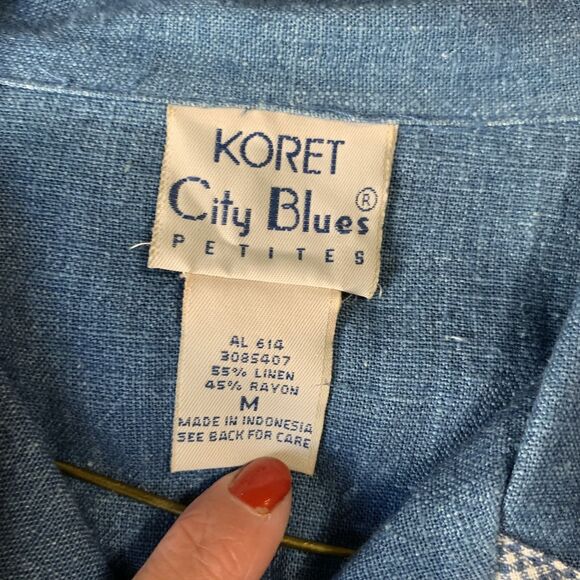 KORET
City Blues®
PETITES
AL 614
3085407
55% LINEN
45% RAYON
M
MADE IN INDONESIA
SEE BACK FOR CARE